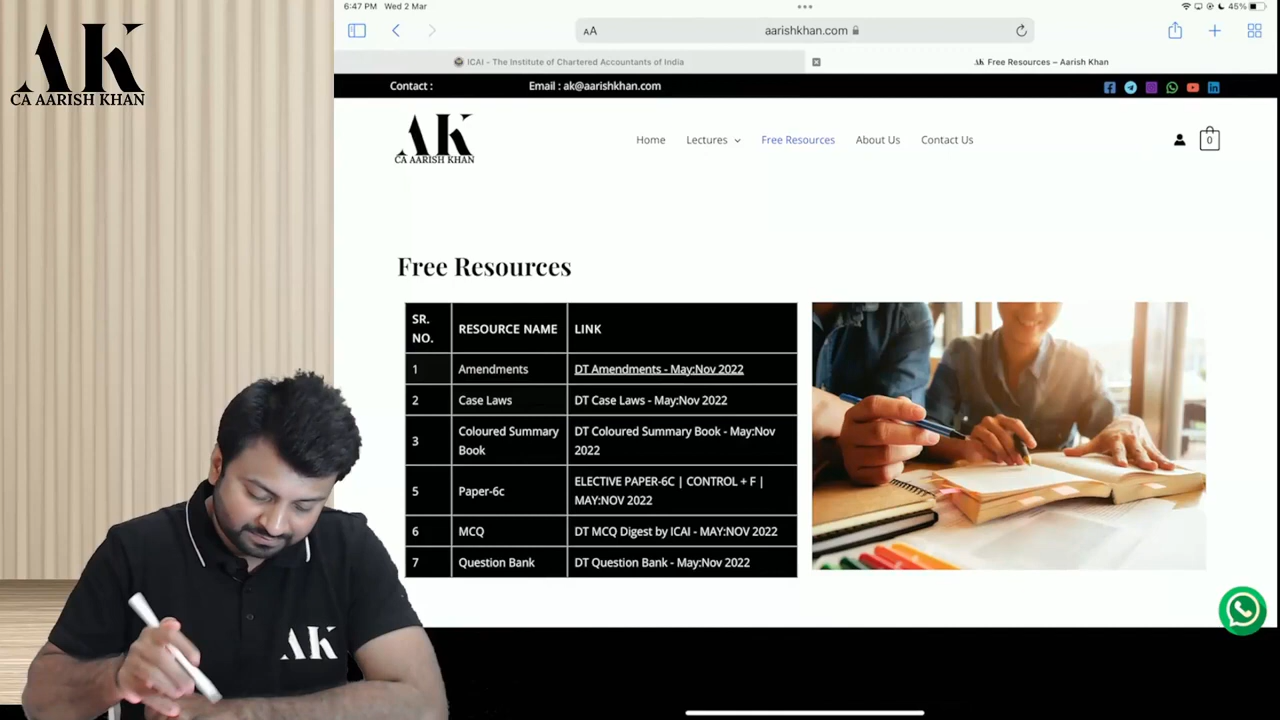 AK
CA AARISH KHAN
6:47 PM Wed 2 Mar
45%
AA
aarishkhan.com
ICAI - The Institute of Chartered Accountants of India
AK Free Resources – Aarish Khan
Contact :
Email : ak@aarishkhan.com
AK
CA AARISH KHAN
Home
Lectures
Free Resources
About Us
Contact Us
0
Free Resources
SR. NO. RESOURCE NAME LINK
1 Amendments DT Amendments - May:Nov 2022
2 Case Laws DT Case Laws - May:Nov 2022
3 Coloured Summary Book DT Coloured Summary Book - May:Nov 2022
5 Paper-6c ELECTIVE PAPER-6C | CONTROL + F | MAY:NOV 2022
6 MCQ DT MCQ Digest by ICAI - MAY:NOV 2022
7 Question Bank DT Question Bank - May:Nov 2022
AK